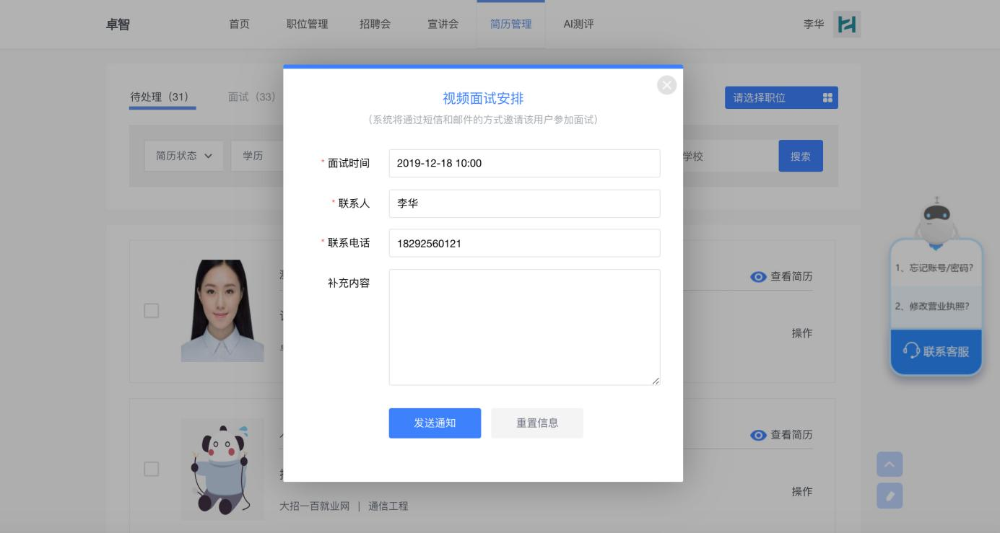 卓智 首页 职位管理 招聘会 宣讲会 简历管理 AI测评 李华
待处理（31） 面试（33） 请选择职位
视频面试安排
（系统将通过短信和邮件的方式邀请该用户参加面试）
简历状态 学历 学校 搜索
* 面试时间 2019-12-18 10:00
* 联系人 李华
* 联系电话 18292560121
补充内容
查看简历
操作
发送通知 重置信息
查看简历
操作
大招一百就业网 | 通信工程
1、忘记账号/密码?
2、修改营业执照?
联系客服